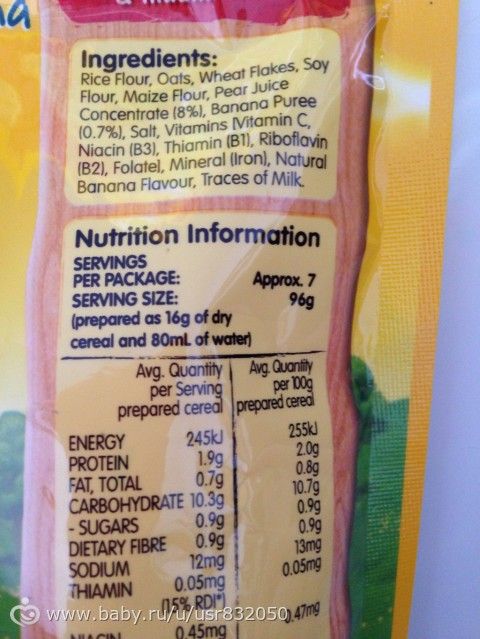 Ingredients:
Rice Flour, Oats, Wheat Flakes, Soy
Flour, Maize Flour, Pear Juice
Concentrate (8%), Banana Puree
(0.7%), Salt, Vitamins [Vitamin C,
Niacin (B3), Thiamin (B1), Riboflavin
(B2), Folate], Mineral (Iron), Natural
Banana Flavour, Traces of Milk.
Nutrition Information
SERVINGS
PER PACKAGE: Approx. 7
SERVING SIZE: 96g
(prepared as 16g of dry
cereal and 80mL of water)
Avg. Quantity Avg. Quantity
per Serving per 100g
prepared cereal prepared cereal
ENERGY 245kJ 255kJ
PROTEIN 1.9g 2.0g
FAT, TOTAL 0.7g 0.8g
CARBOHYDRATE 10.3g 10.7g
- SUGARS 0.9g 0.9g
DIETARY FIBRE 0.9g 0.9g
SODIUM 12mg 13mg
THIAMIN 0.05mg 0.05mg
(15% RDI*)
NIACIN 0.45mg 0.47mg
www.baby.ru/u/usr832050